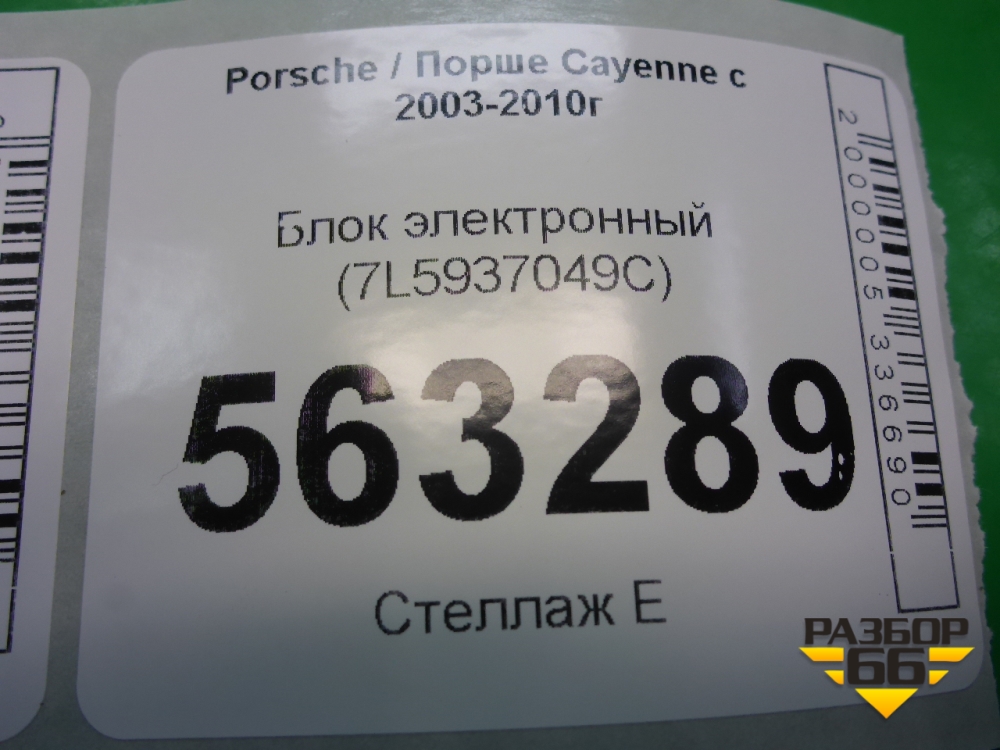 Porsche / Порше Cayenne с
2003-2010г
Блок электронный
(7L5937049C)
563289
Стеллаж Е
2000005336690
РАЗБОР
66